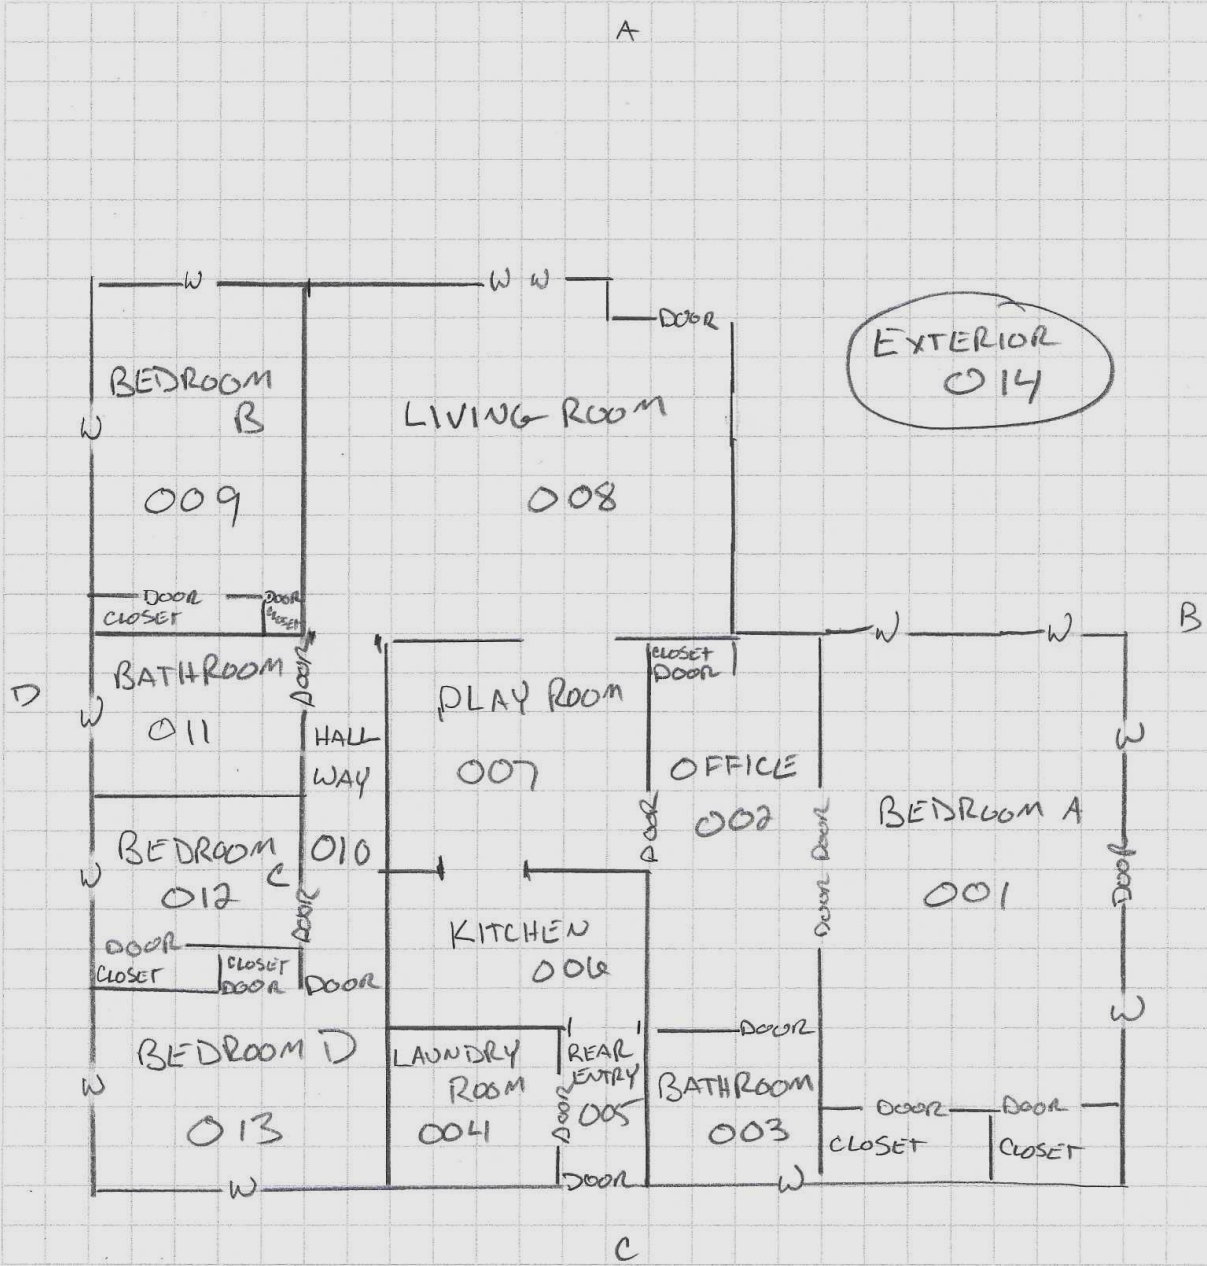 A
W
W W
DOOR
EXTERIOR
014
BEDROOM
B
LIVING ROOM
W
009
008
DOOR
DOOR
CLOSET
CLOSET
W
W
B
BATHROOM
DOOR
CLOSET
DOOR
D
PLAY ROOM
W
011
HALL
W
WAY
007
OFFICE
002
DOOR
DOOR DOOR
BEDROOM A
BEDROOM
C
010
W
012
DOOR
001
DOOR
KITCHEN
006
DOOR
CLOSET
CLOSET
DOOR
DOOR
W
DOOR
BEDROOM D
LAUNDRY
ROOM
REAR
ENTRY
W
BATHROOM
DOOR
DOOR
DOOR
013
004
005
003
CLOSET
CLOSET
W
DOOR
W
C